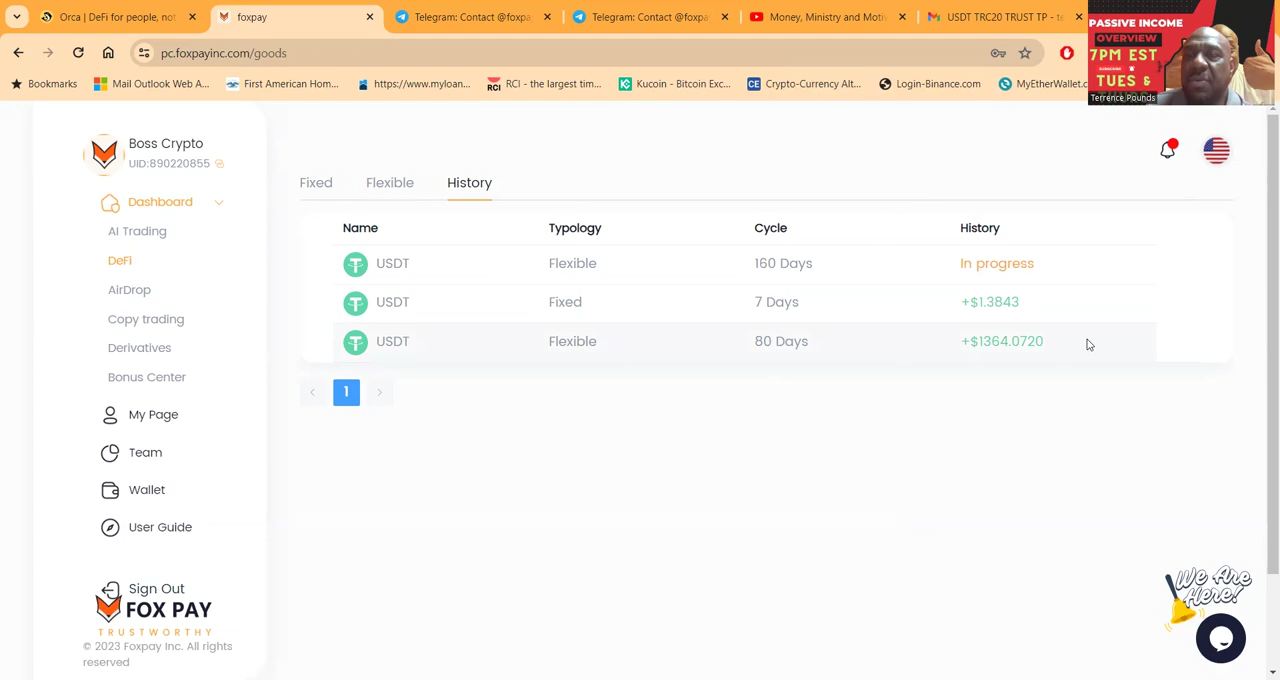 Orca | DeFi for people, not
foxpay
Telegram: Contact @foxpa
Telegram: Contact @foxpa
Money, Ministry and Moti
USDT TRC20 TRUST TP - te
pc.foxpayinc.com/goods
Bookmarks
Mail Outlook Web A...
First American Hom...
https://www.myloan...
RCI RCI - the largest tim...
Kucoin - Bitcoin Exc...
CE Crypto-Currency Alt...
Login-Binance.com
MyEtherWallet.c
PASSIVE INCOME
OVERVIEW
7PM EST
TUES &
Terrence Pounds
Boss Crypto
UID:890220855
Dashboard
AI Trading
DeFi
AirDrop
Copy trading
Derivatives
Bonus Center
My Page
Team
Wallet
User Guide
Sign Out
FOX PAY
TRUSTWORTHY
© 2023 Foxpay Inc. All rights
reserved
Fixed Flexible History
Name Typology Cycle History
USDT Flexible 160 Days In progress
USDT Fixed 7 Days +$1.3843
USDT Flexible 80 Days +$1364.0720
1
We Are
Here!